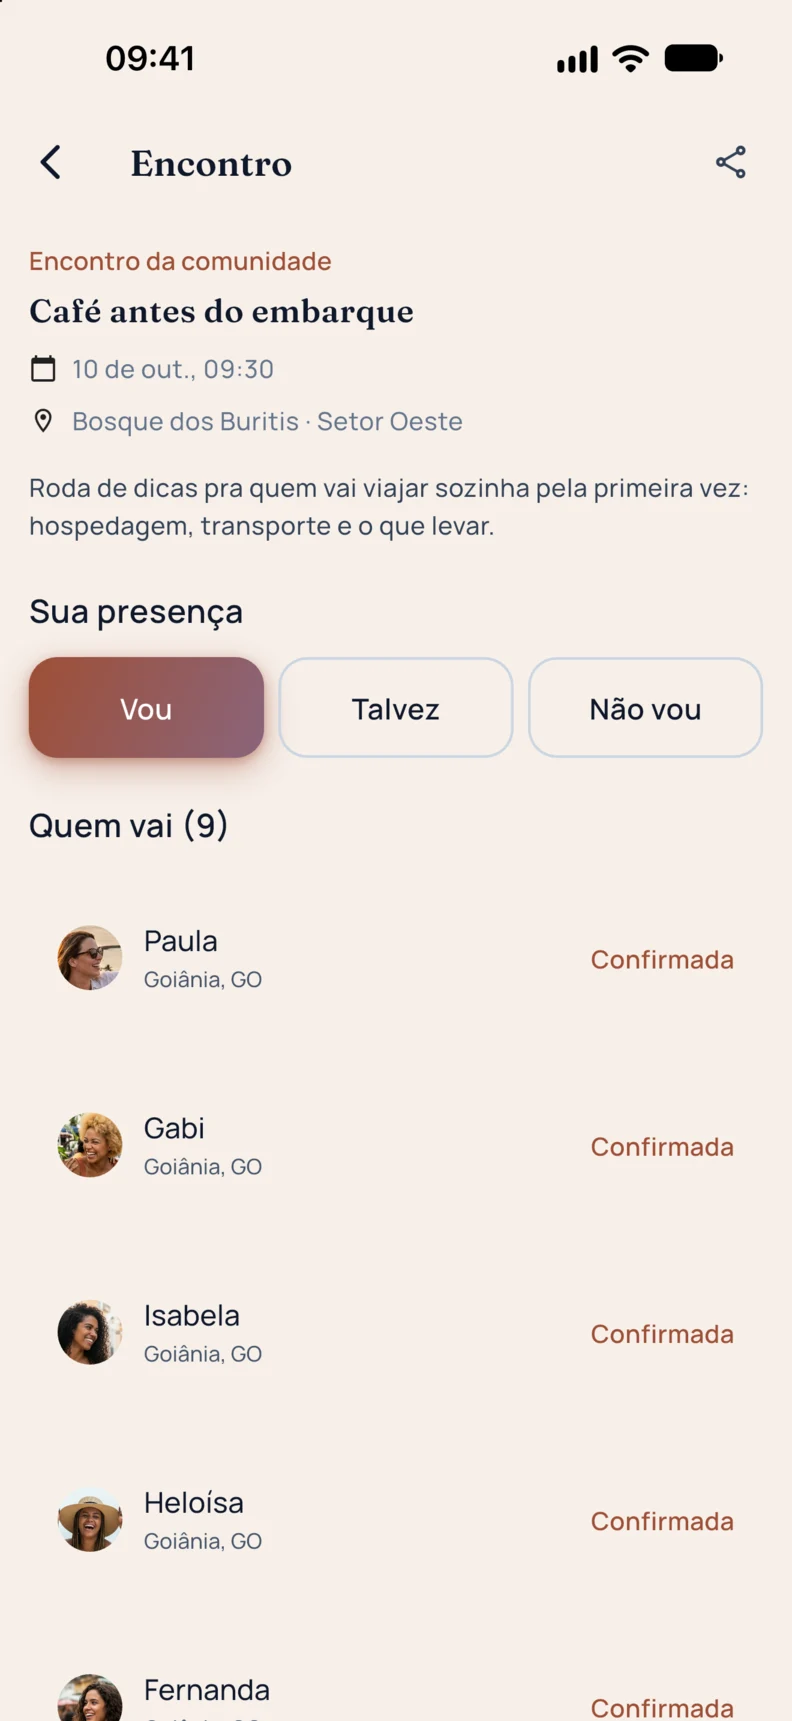 09:41
Encontro
Encontro da comunidade
Café antes do embarque
10 de out., 09:30
Bosque dos Buritis · Setor Oeste
Roda de dicas pra quem vai viajar sozinha pela primeira vez:
hospedagem, transporte e o que levar.
Sua presença
Vou
Talvez
Não vou
Quem vai (9)
Paula
Goiânia, GO
Confirmada
Gabi
Goiânia, GO
Confirmada
Isabela
Goiânia, GO
Confirmada
Heloísa
Goiânia, GO
Confirmada
Fernanda
Confirmada